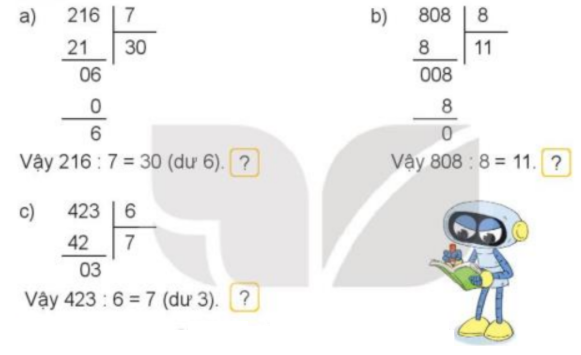 a) 216 | 7
21 | 30
06
0
6
Vậy 216 : 7 = 30 (dư 6). ?
b) 808 | 8
8 | 11
008
8
0
Vậy 808 : 8 = 11. ?
c) 423 | 6
42 | 7
03
Vậy 423 : 6 = 7 (dư 3). ?